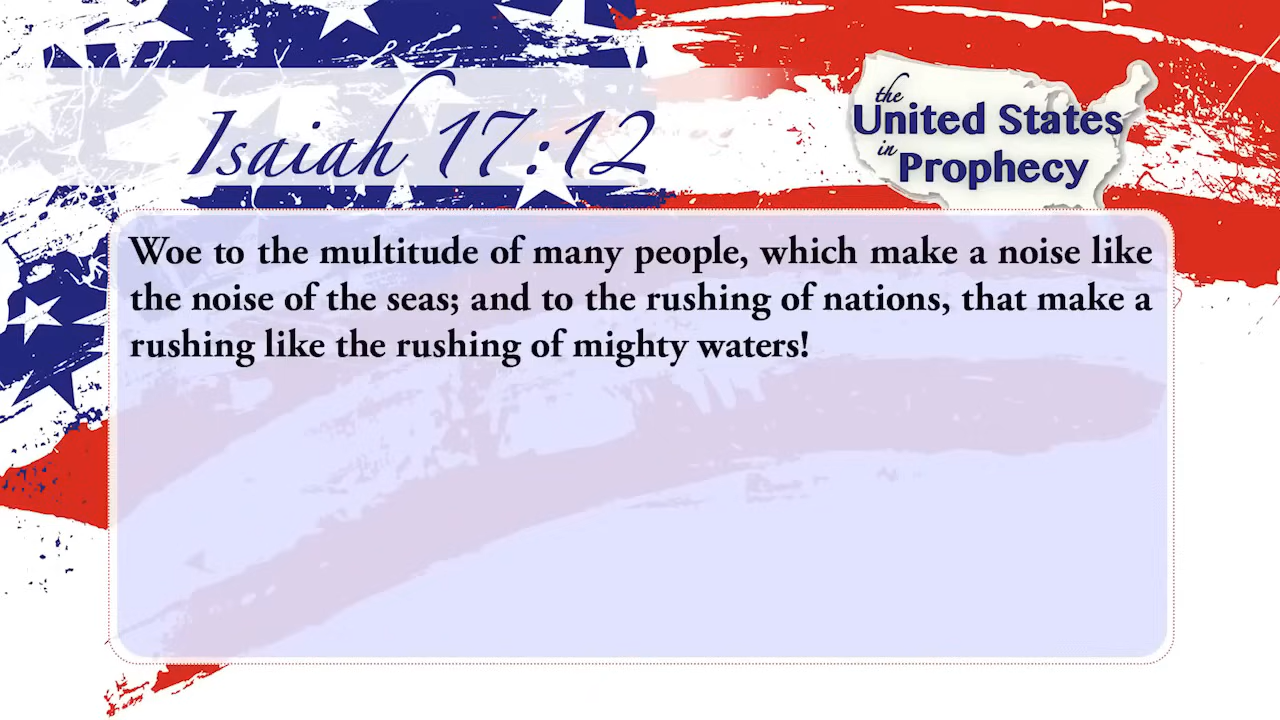 Isaiah 17:12
the
United States
in
Prophecy
Woe to the multitude of many people, which make a noise like
the noise of the seas; and to the rushing of nations, that make a
rushing like the rushing of mighty waters!